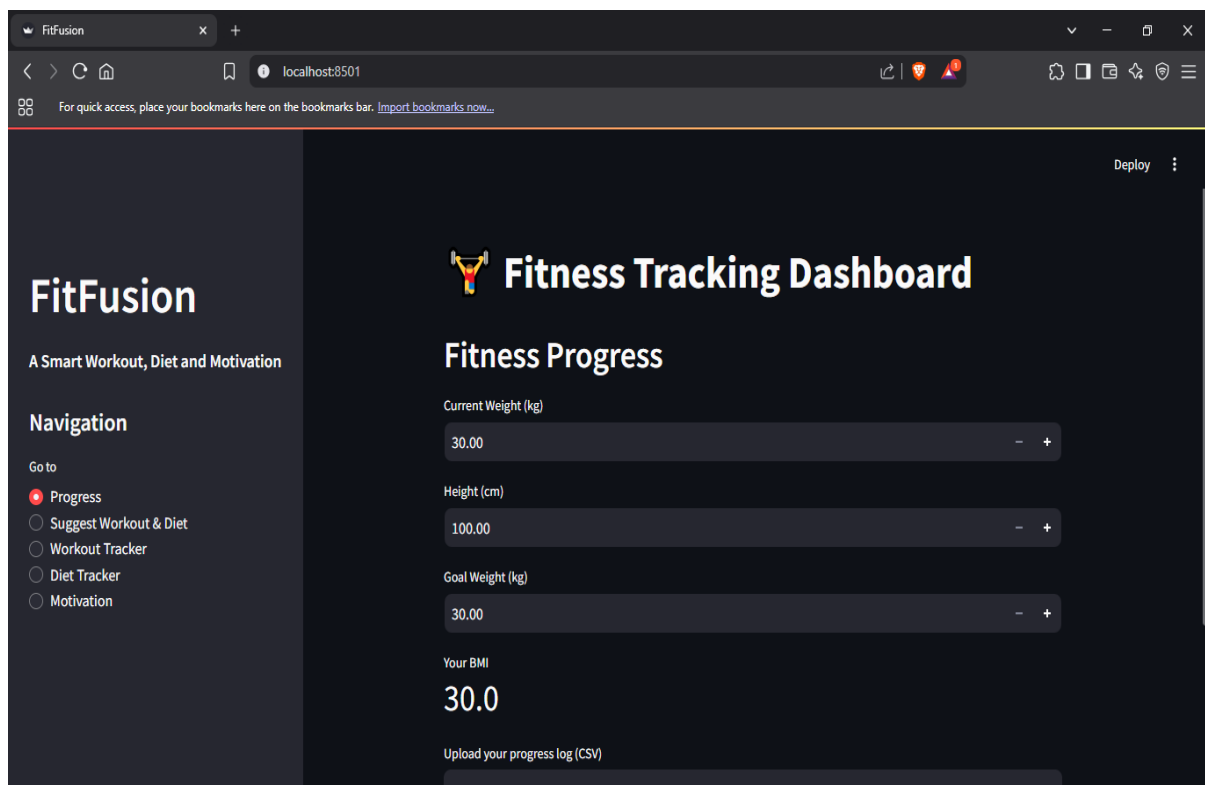 FitFusion
localhost:8501
1
For quick access, place your bookmarks here on the bookmarks bar. Import bookmarks now...
Deploy
FitFusion
A Smart Workout, Diet and Motivation
Navigation
Go to
Progress
Suggest Workout & Diet
Workout Tracker
Diet Tracker
Motivation
Fitness Tracking Dashboard
Fitness Progress
Current Weight (kg)
30.00
Height (cm)
100.00
Goal Weight (kg)
30.00
Your BMI
30.0
Upload your progress log (CSV)